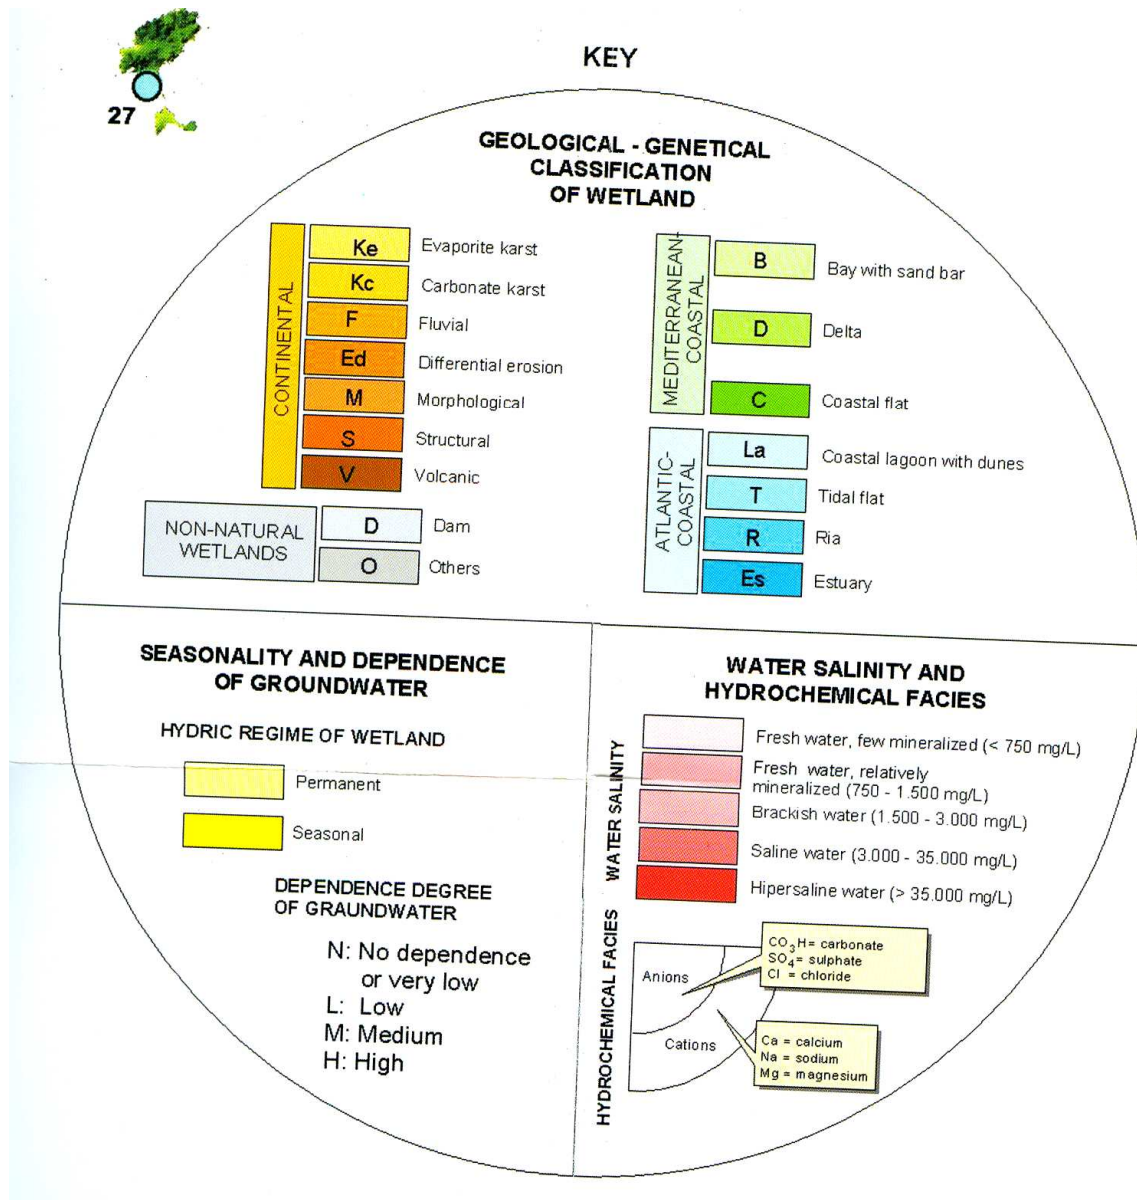 27
KEY
GEOLOGICAL - GENETICAL
CLASSIFICATION
OF WETLAND
CONTINENTAL
Ke Evaporite karst
Kc Carbonate karst
F Fluvial
Ed Differential erosion
M Morphological
S Structural
V Volcanic
NON-NATURAL
WETLANDS
D Dam
O Others
MEDITERRANEAN-
COASTAL
B Bay with sand bar
D Delta
C Coastal flat
ATLANTIC-
COASTAL
La Coastal lagoon with dunes
T Tidal flat
R Ria
Es Estuary
SEASONALITY AND DEPENDENCE
OF GROUNDWATER
HYDRIC REGIME OF WETLAND
Permanent
Seasonal
DEPENDENCE DEGREE
OF GRAUNDWATER
N: No dependence
or very low
L: Low
M: Medium
H: High
WATER SALINITY AND
HYDROCHEMICAL FACIES
WATER SALINITY
Fresh water, few mineralized (< 750 mg/L)
Fresh water, relatively
mineralized (750 - 1.500 mg/L)
Brackish water (1.500 - 3.000 mg/L)
Saline water (3.000 - 35.000 mg/L)
Hipersaline water (> 35.000 mg/L)
HYDROCHEMICAL FACIES
Anions
Cations
CO3H= carbonate
SO4= sulphate
Cl = chloride
Ca = calcium
Na = sodium
Mg = magnesium